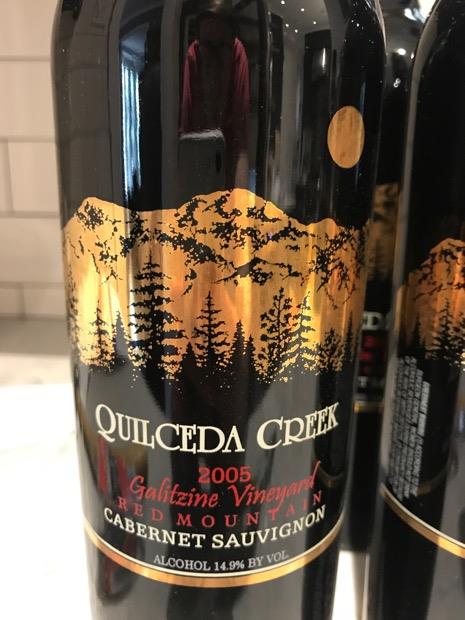 QUILCEDA CREEK
2005
Galitzine Vineyard
RED MOUNTAIN
CABERNET SAUVIGNON
ALCOHOL 14.9% BY VOL.